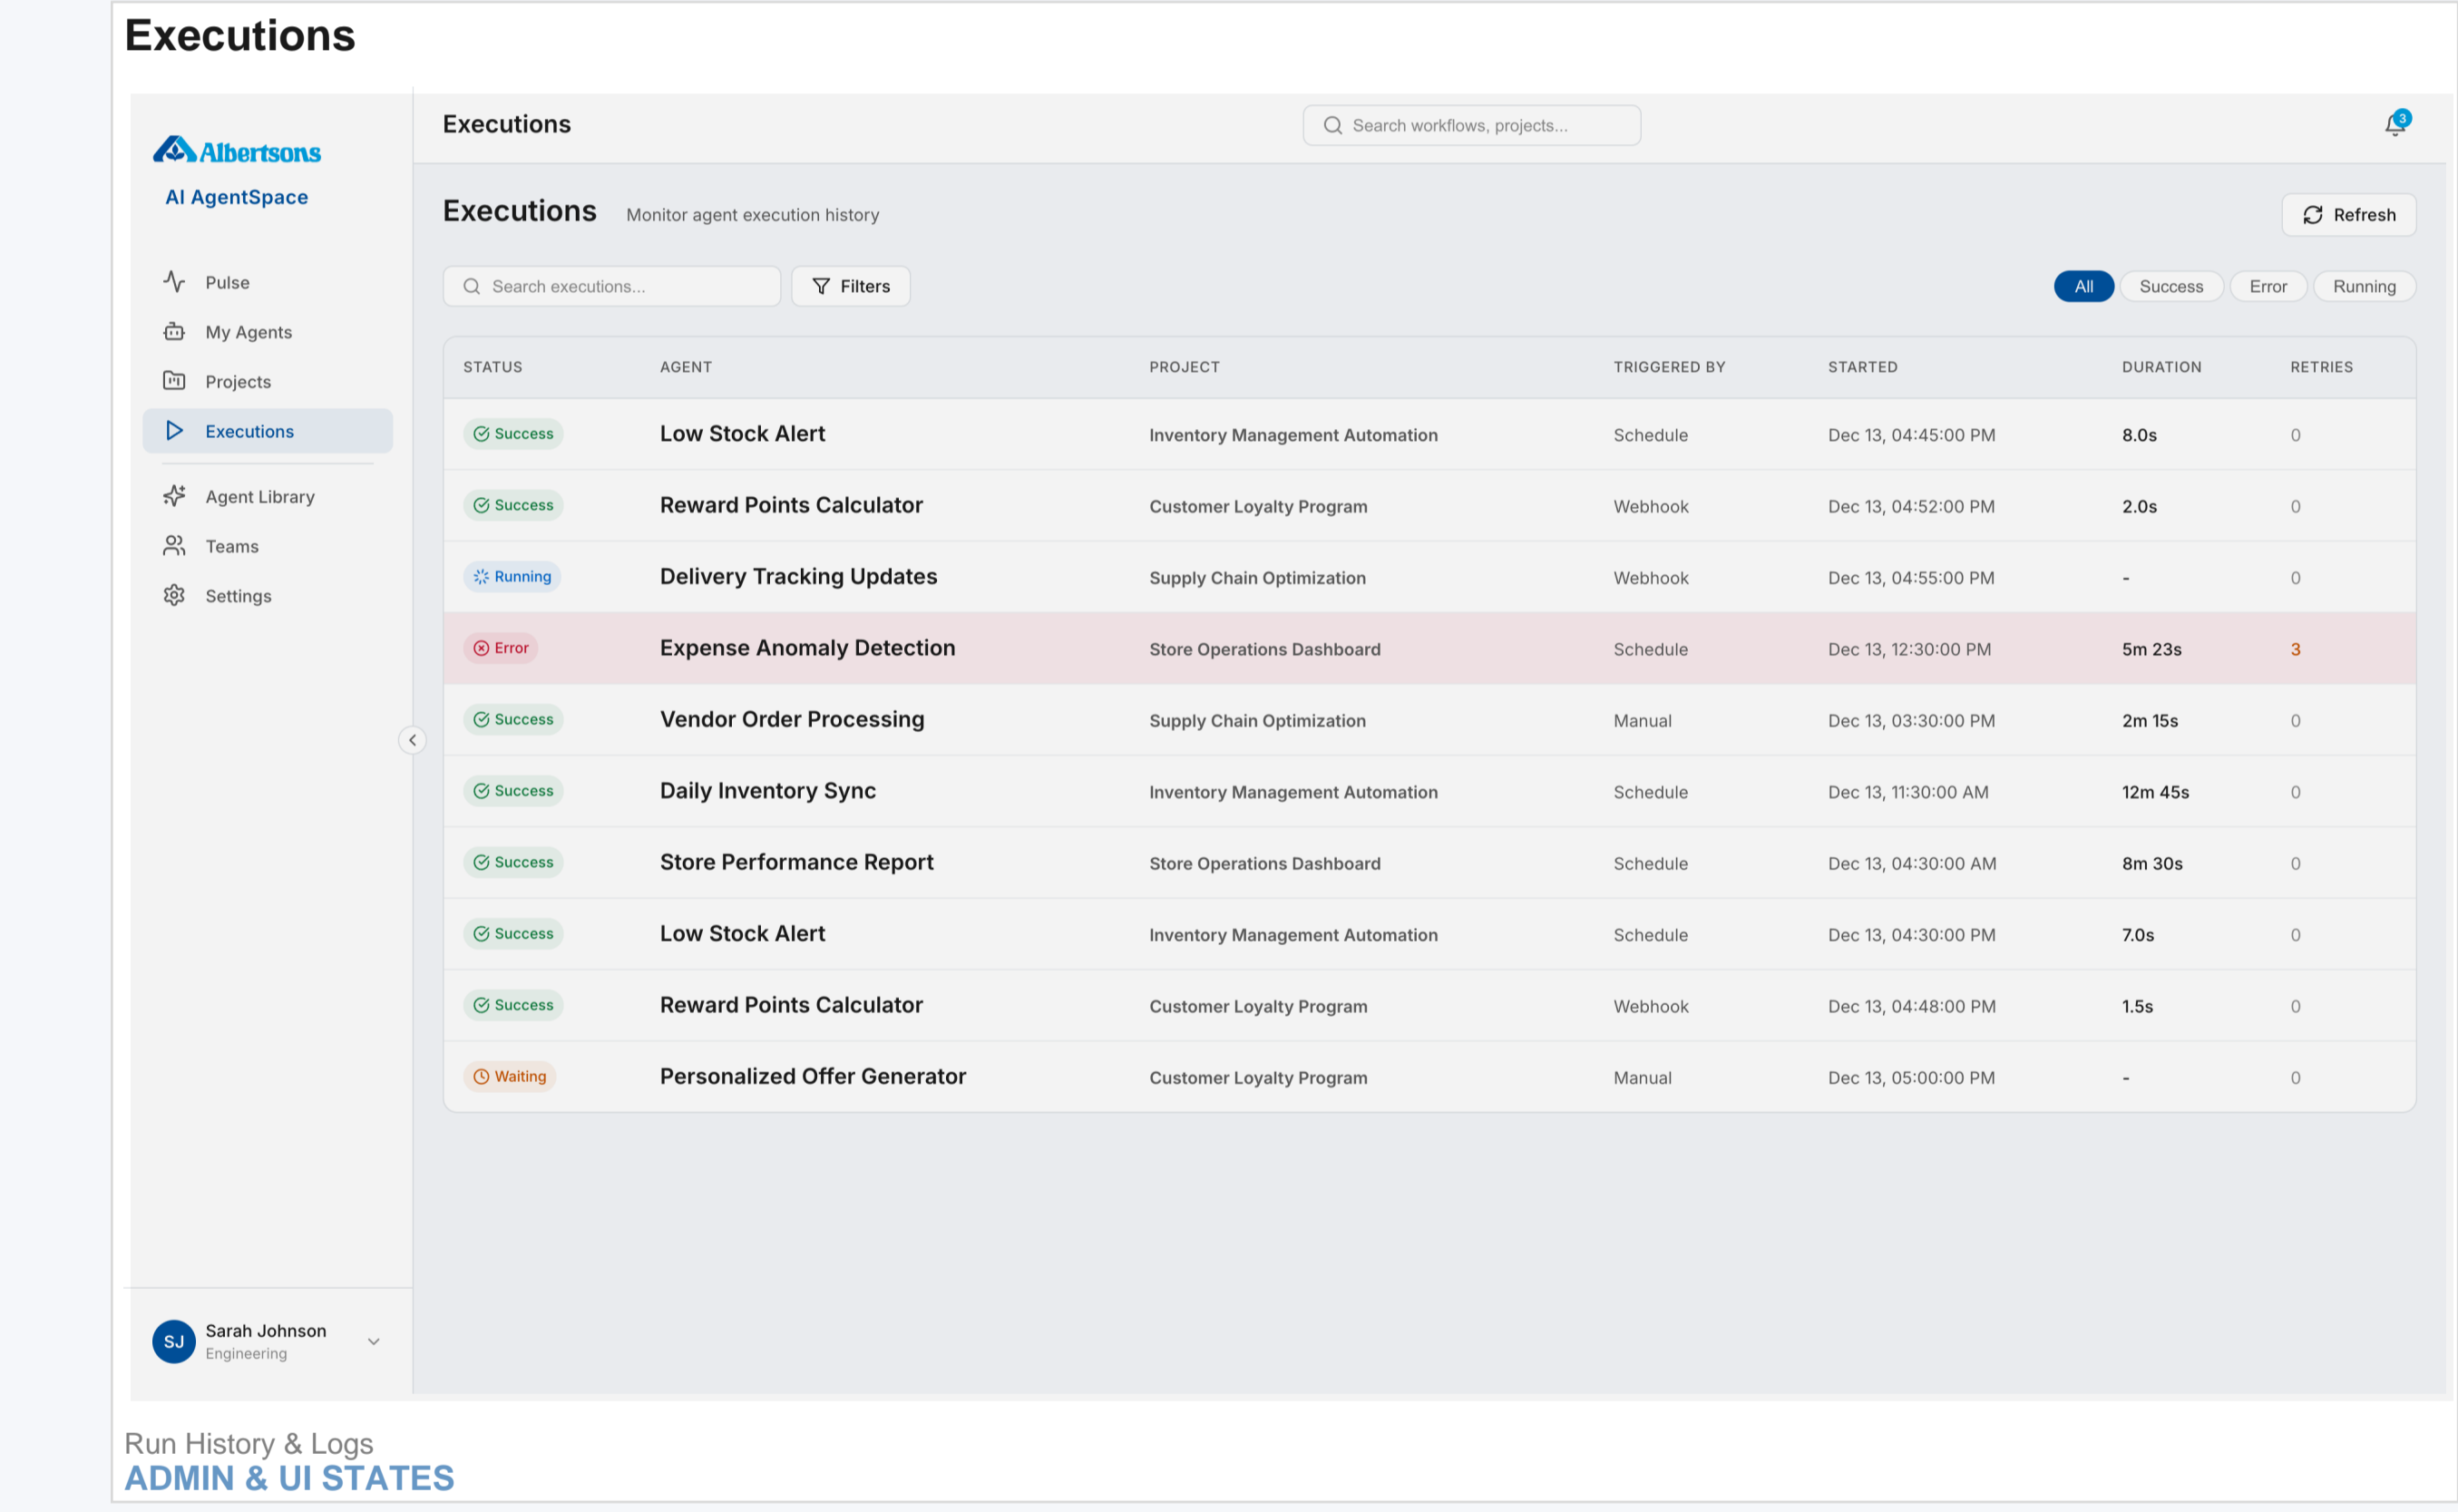 Executions
Albertsons
AI AgentSpace
Pulse
My Agents
Projects
Executions
Agent Library
Teams
Settings
SJ
Sarah Johnson
Engineering
Executions
Search workflows, projects...
3
Executions Monitor agent execution history
Refresh
Search executions...
Filters
All Success Error Running
STATUS AGENT PROJECT TRIGGERED BY STARTED DURATION RETRIES
Success Low Stock Alert Inventory Management Automation Schedule Dec 13, 04:45:00 PM 8.0s 0
Success Reward Points Calculator Customer Loyalty Program Webhook Dec 13, 04:52:00 PM 2.0s 0
Running Delivery Tracking Updates Supply Chain Optimization Webhook Dec 13, 04:55:00 PM - 0
Error Expense Anomaly Detection Store Operations Dashboard Schedule Dec 13, 12:30:00 PM 5m 23s 3
Success Vendor Order Processing Supply Chain Optimization Manual Dec 13, 03:30:00 PM 2m 15s 0
Success Daily Inventory Sync Inventory Management Automation Schedule Dec 13, 11:30:00 AM 12m 45s 0
Success Store Performance Report Store Operations Dashboard Schedule Dec 13, 04:30:00 AM 8m 30s 0
Success Low Stock Alert Inventory Management Automation Schedule Dec 13, 04:30:00 PM 7.0s 0
Success Reward Points Calculator Customer Loyalty Program Webhook Dec 13, 04:48:00 PM 1.5s 0
Waiting Personalized Offer Generator Customer Loyalty Program Manual Dec 13, 05:00:00 PM - 0
Run History & Logs
ADMIN & UI STATES